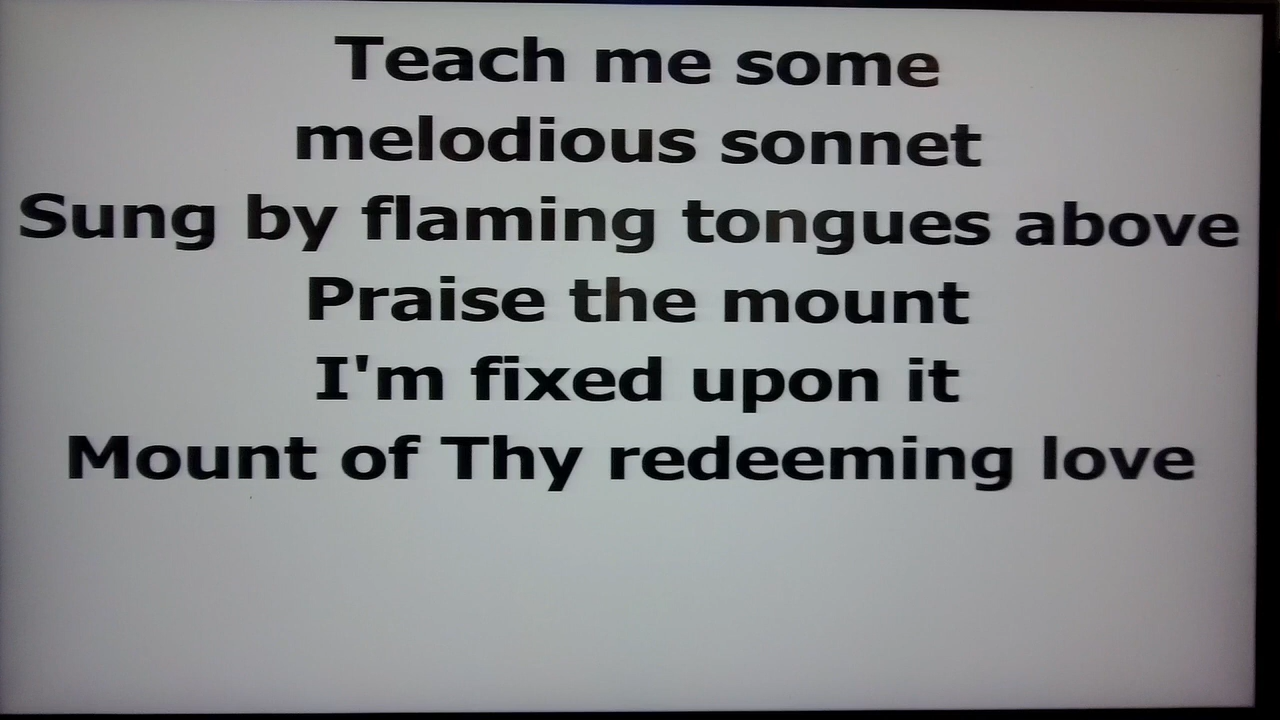 Teach me some
melodious sonnet
Sung by flaming tongues above
Praise the mount
I'm fixed upon it
Mount of Thy redeeming love